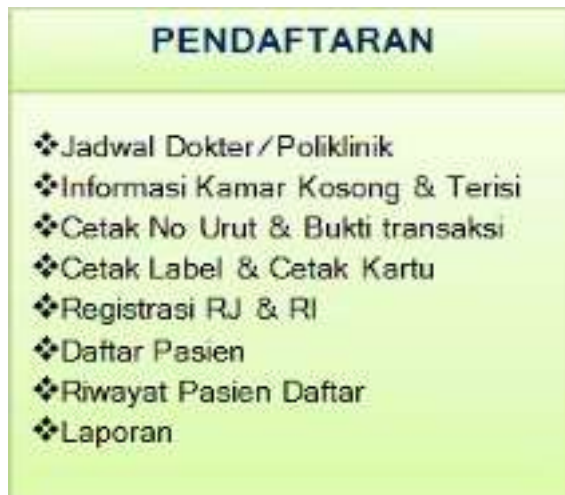 PENDAFTARAN
❖Jadwal Dokter/Poliklinik
❖Informasi Kamar Kosong & Terisi
❖Cetak No Urut & Bukti transaksi
❖Cetak Label & Cetak Kartu
❖Registrasi RJ & RI
❖Daftar Pasien
❖Riwayat Pasien Daftar
❖Laporan